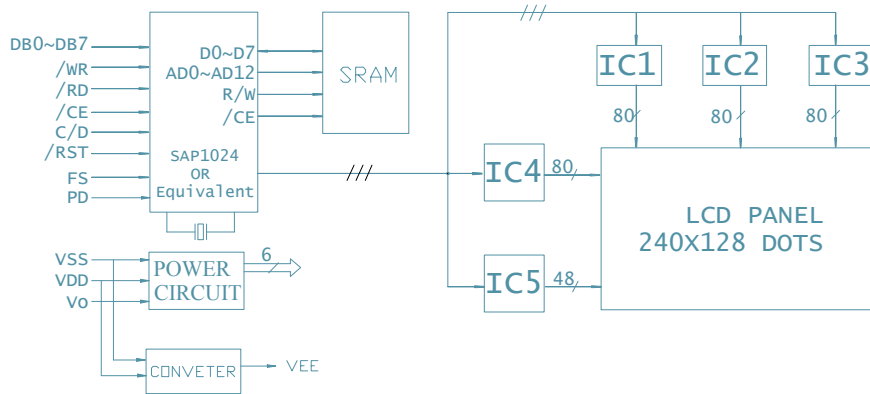 DB0~DB7
/WR
/RD
/CE
C/D
/RST
FS
PD
D0~D7
AD0~AD12
R/W
/CE
SAP1024
OR
Equivalent
SRAM
IC1
IC2
IC3
80
80
80
IC4
80
IC5
48
LCD PANEL
240X128 DOTS
VSS
VDD
Vo
POWER
CIRCUIT
6
CONVETER
VEE